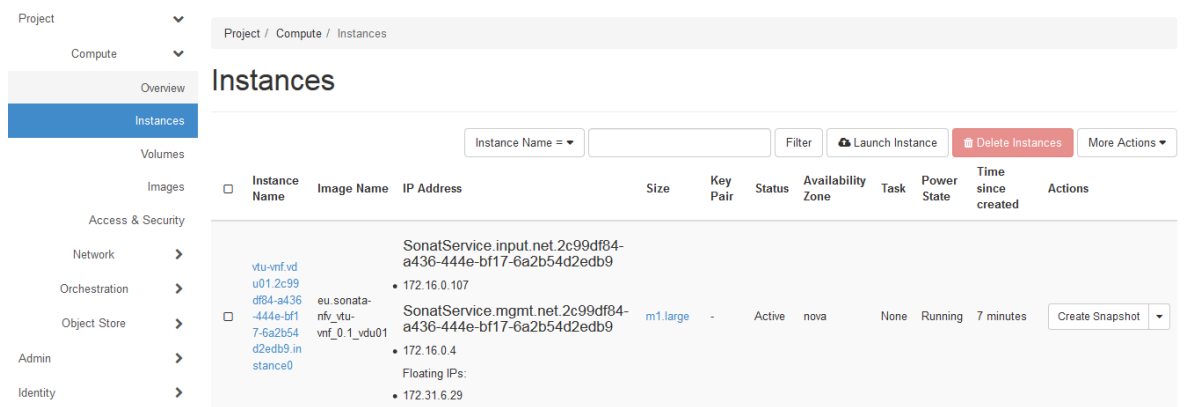 Project
Compute
Overview
Instances
Volumes
Images
Access & Security
Network
Orchestration
Object Store
Admin
Identity
Project / Compute / Instances
Instances
Instance Name = Filter Launch Instance Delete Instances More Actions
Instance Name Image Name IP Address Size Key Pair Status Availability Zone Task Power State Time since created Actions
vtu-vnf.vd
u01.2c99
df84-a436
-444e-bf1
7-6a2b54
d2edb9.in
stance0
eu.sonata-
nfv_vtu-
vnf_0.1_vdu01
SonatService.input.net.2c99df84-
a436-444e-bf17-6a2b54d2edb9
• 172.16.0.107
SonatService.mgmt.net.2c99df84-
a436-444e-bf17-6a2b54d2edb9
• 172.16.0.4
Floating IPs:
• 172.31.6.29
m1.large - Active nova None Running 7 minutes Create Snapshot